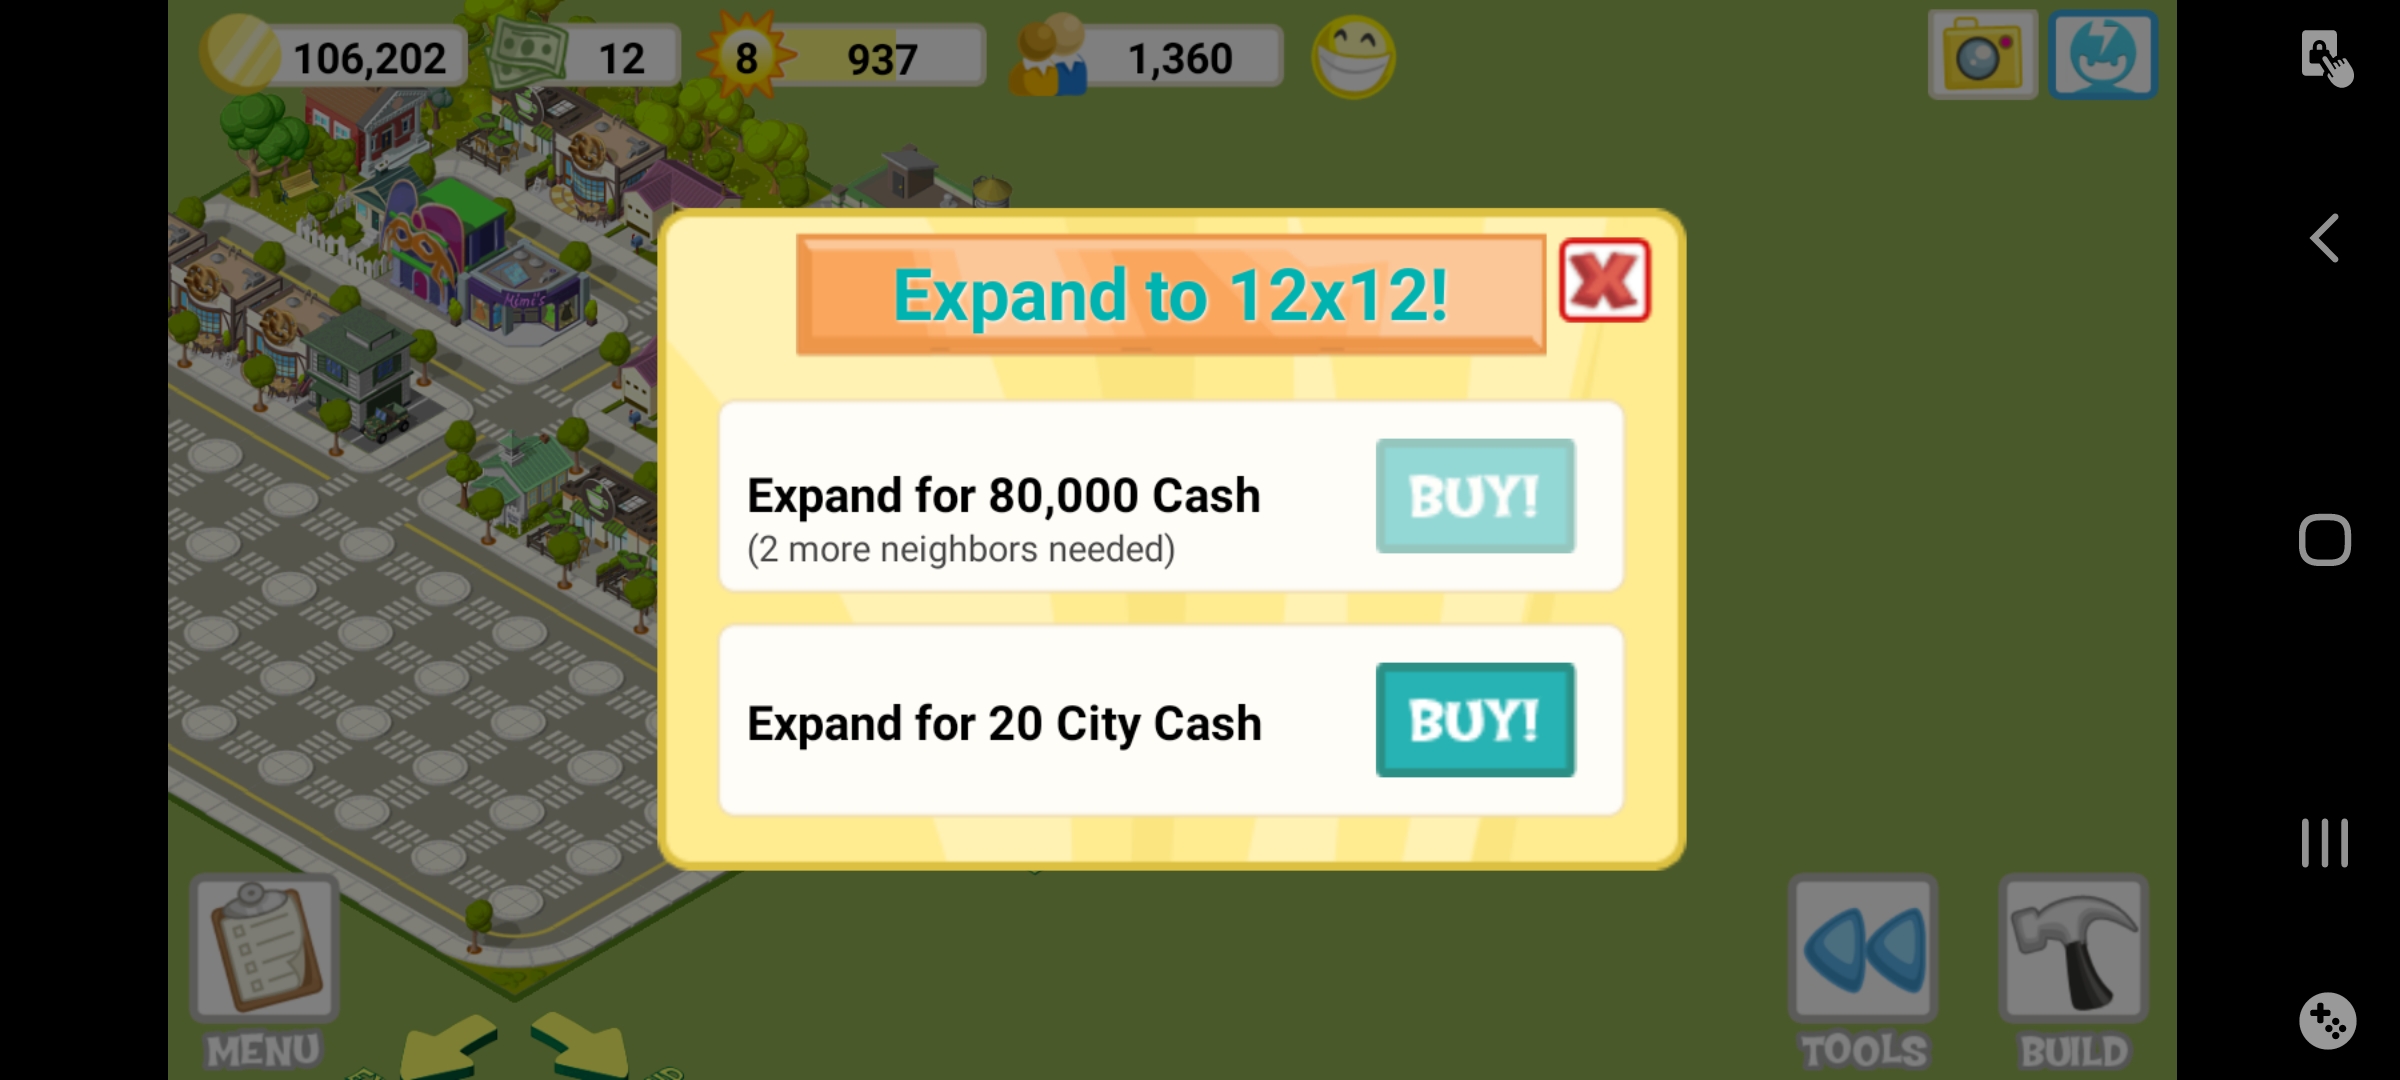 106,202
12
8
937
1,360
Mimi's
Expand to 12x12!
Expand for 80,000 Cash
(2 more neighbors needed)
BUY!
Expand for 20 City Cash
BUY!
MENU
TOOLS
BUILD